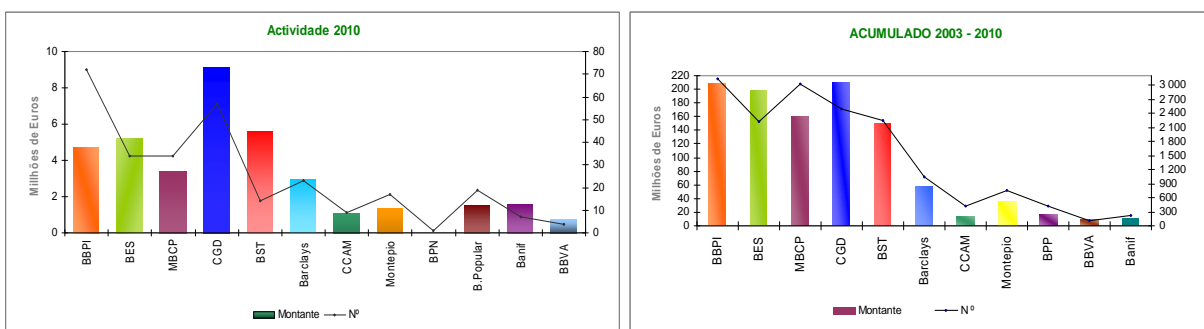 Actividade 2010
Millhões de Euros
10
8
6
4
2
0
80
70
60
50
40
30
20
10
0
BBPI
BES
MBCP
CGD
BST
Barclays
CCAM
Montepio
BPN
B.Popular
Banif
BBVA
Montante Nº
ACUMULADO 2003 - 2010
Milhões de Euros
220
200
180
160
140
120
100
80
60
40
20
0
3 000
2 700
2 400
2 100
1 800
1 500
1 200
900
600
300
0
BBPI
BES
MBCP
CGD
BST
Barclays
CCAM
Montepio
BPP
BBVA
Banif
Montante Nº